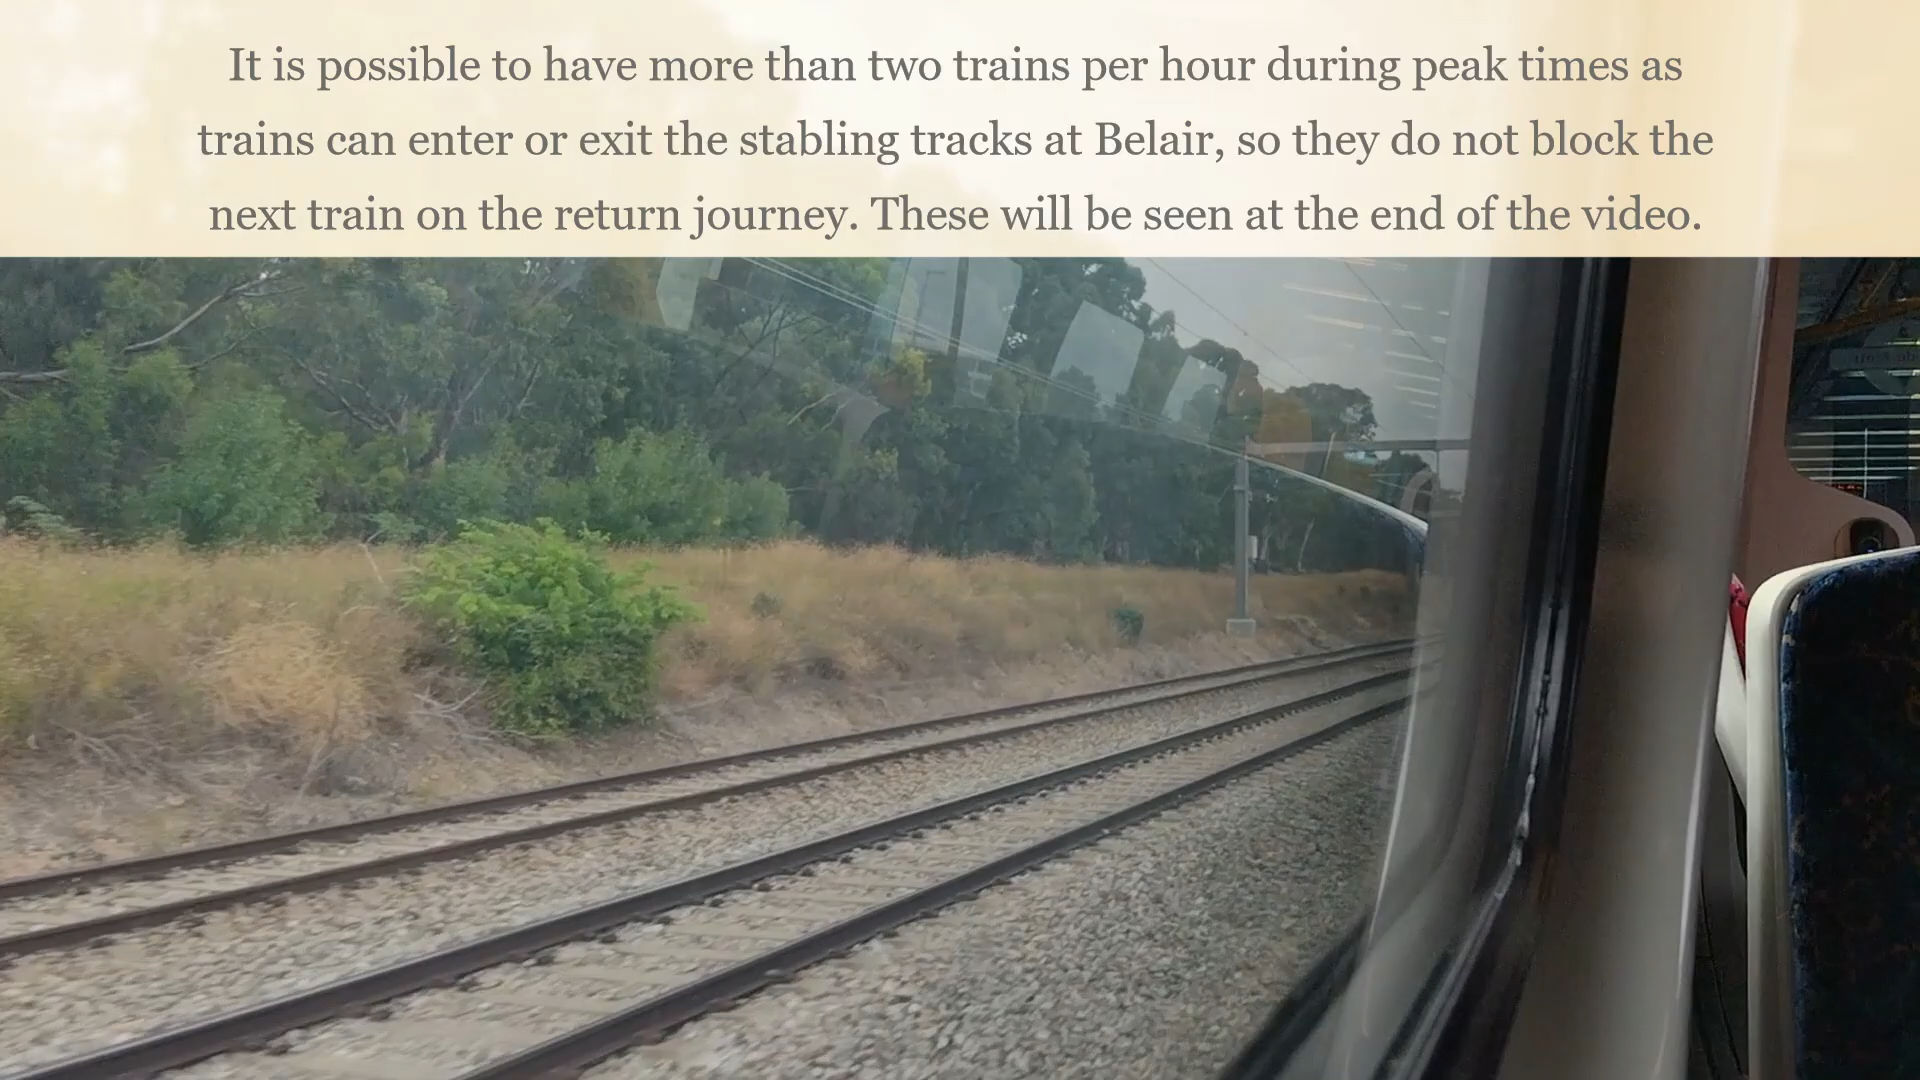 It is possible to have more than two trains per hour during peak times as
trains can enter or exit the stabling tracks at Belair, so they do not block the
next train on the return journey. These will be seen at the end of the video.